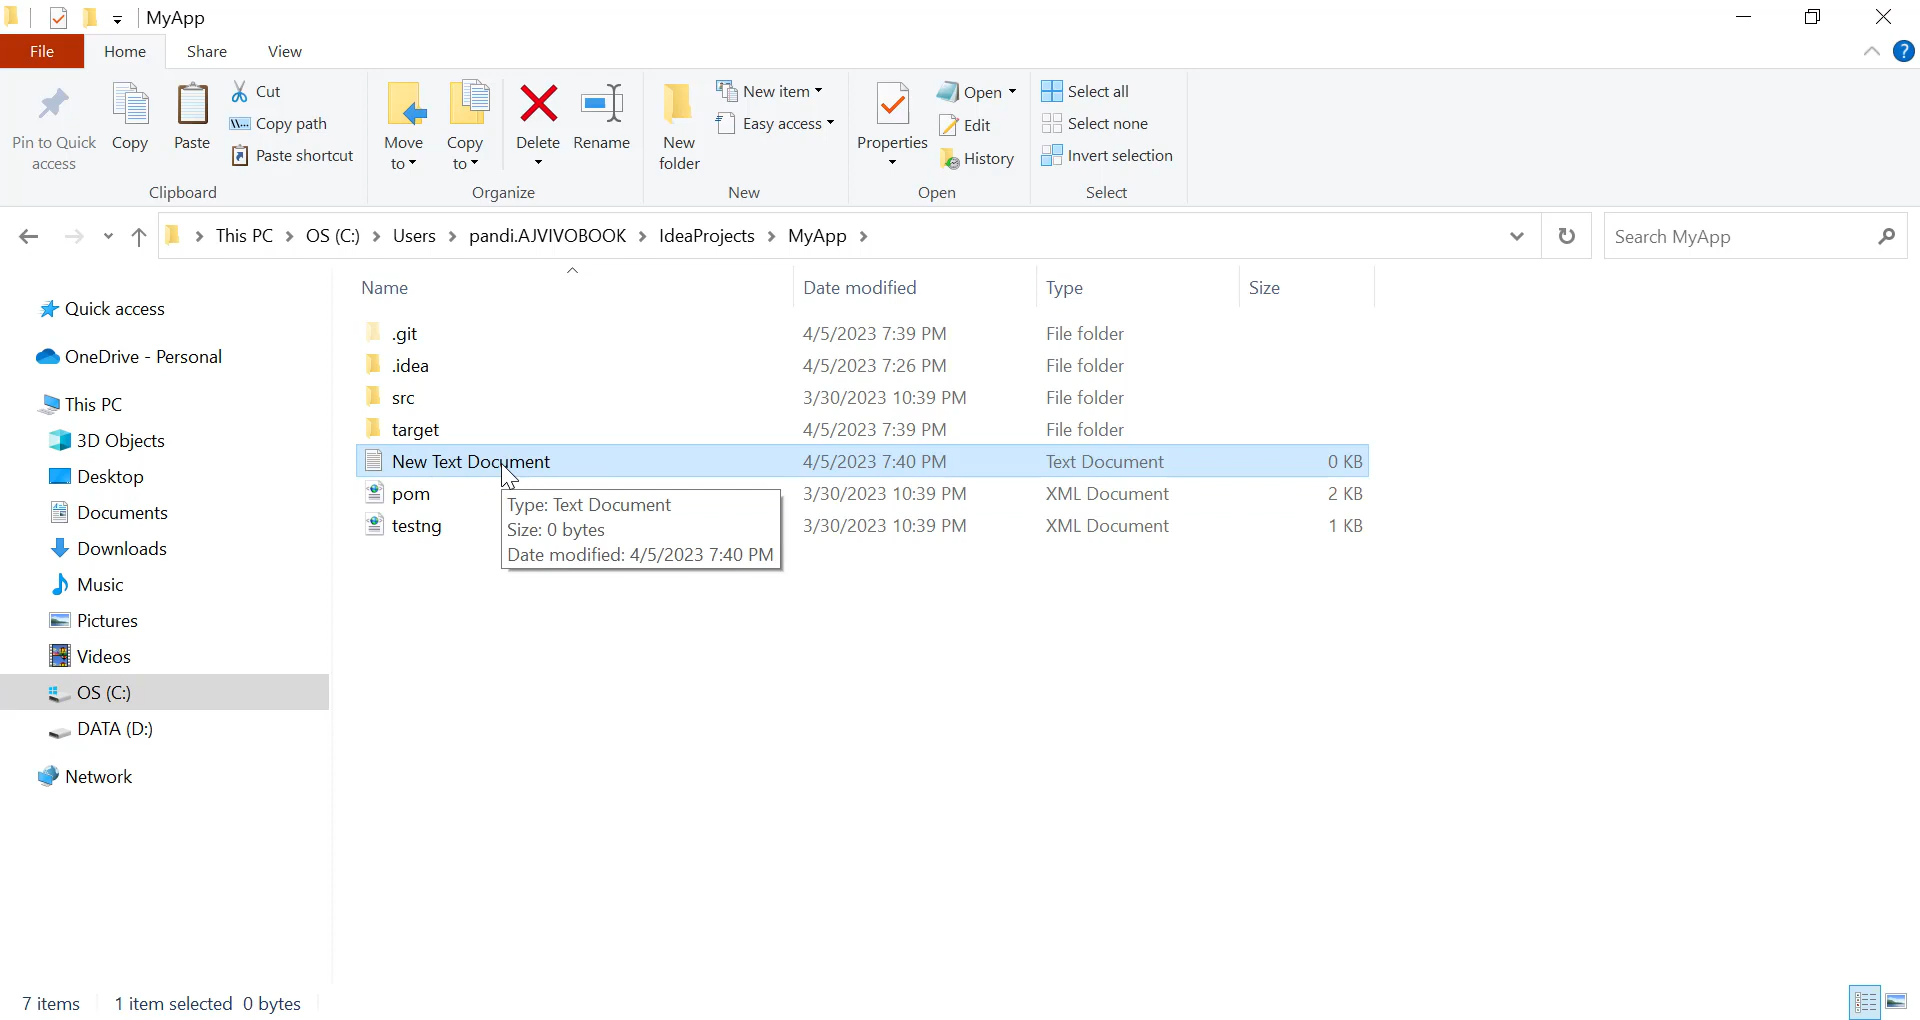 MyApp
File Home Share View
Pin to Quick access
Copy
Paste
Cut
Copy path
Paste shortcut
Clipboard
Move to
Copy to
Delete
Rename
Organize
New folder
New item
Easy access
New
Properties
Open
Edit
History
Open
Select all
Select none
Invert selection
Select
This PC > OS (C:) > Users > pandi.AJVIVOBOOK > IdeaProjects > MyApp >
Search MyApp
Quick access
OneDrive - Personal
This PC
3D Objects
Desktop
Documents
Downloads
Music
Pictures
Videos
OS (C:)
DATA (D:)
Network
Name Date modified Type Size
.git 4/5/2023 7:39 PM File folder
.idea 4/5/2023 7:26 PM File folder
src 3/30/2023 10:39 PM File folder
target 4/5/2023 7:39 PM File folder
New Text Document 4/5/2023 7:40 PM Text Document 0 KB
pom 3/30/2023 10:39 PM XML Document 2 KB
testng 3/30/2023 10:39 PM XML Document 1 KB
Type: Text Document
Size: 0 bytes
Date modified: 4/5/2023 7:40 PM
7 items 1 item selected 0 bytes